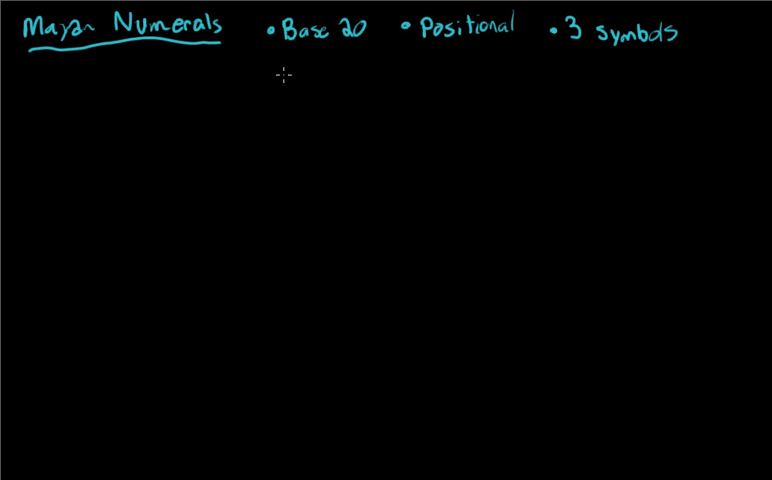 Mayan Numerals • Base 20 • Positional • 3 symbols